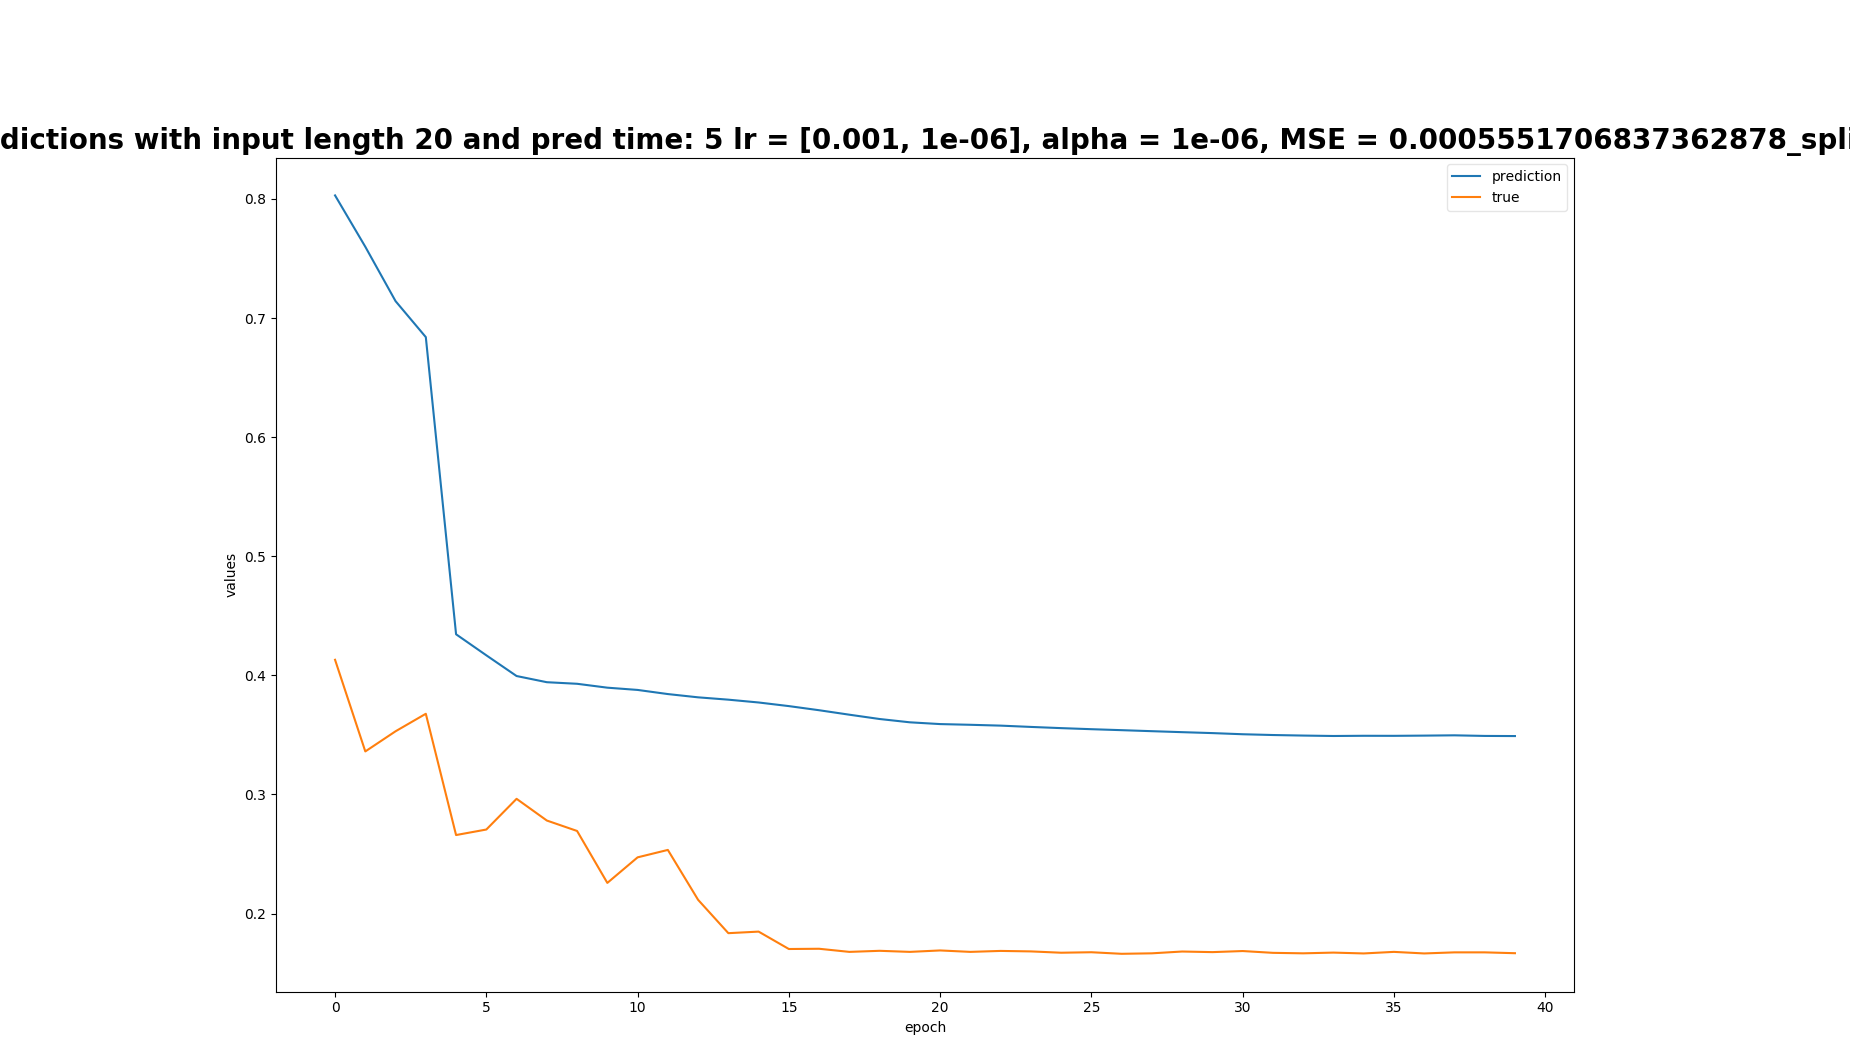 dictions with input length 20 and pred time: 5 lr = [0.001, 1e-06], alpha = 1e-06, MSE = 0.0005551706837362878_spli
prediction
true
0.8
0.7
0.6
0.5
0.4
0.3
0.2
values
0 5 10 15 20 25 30 35 40
epoch